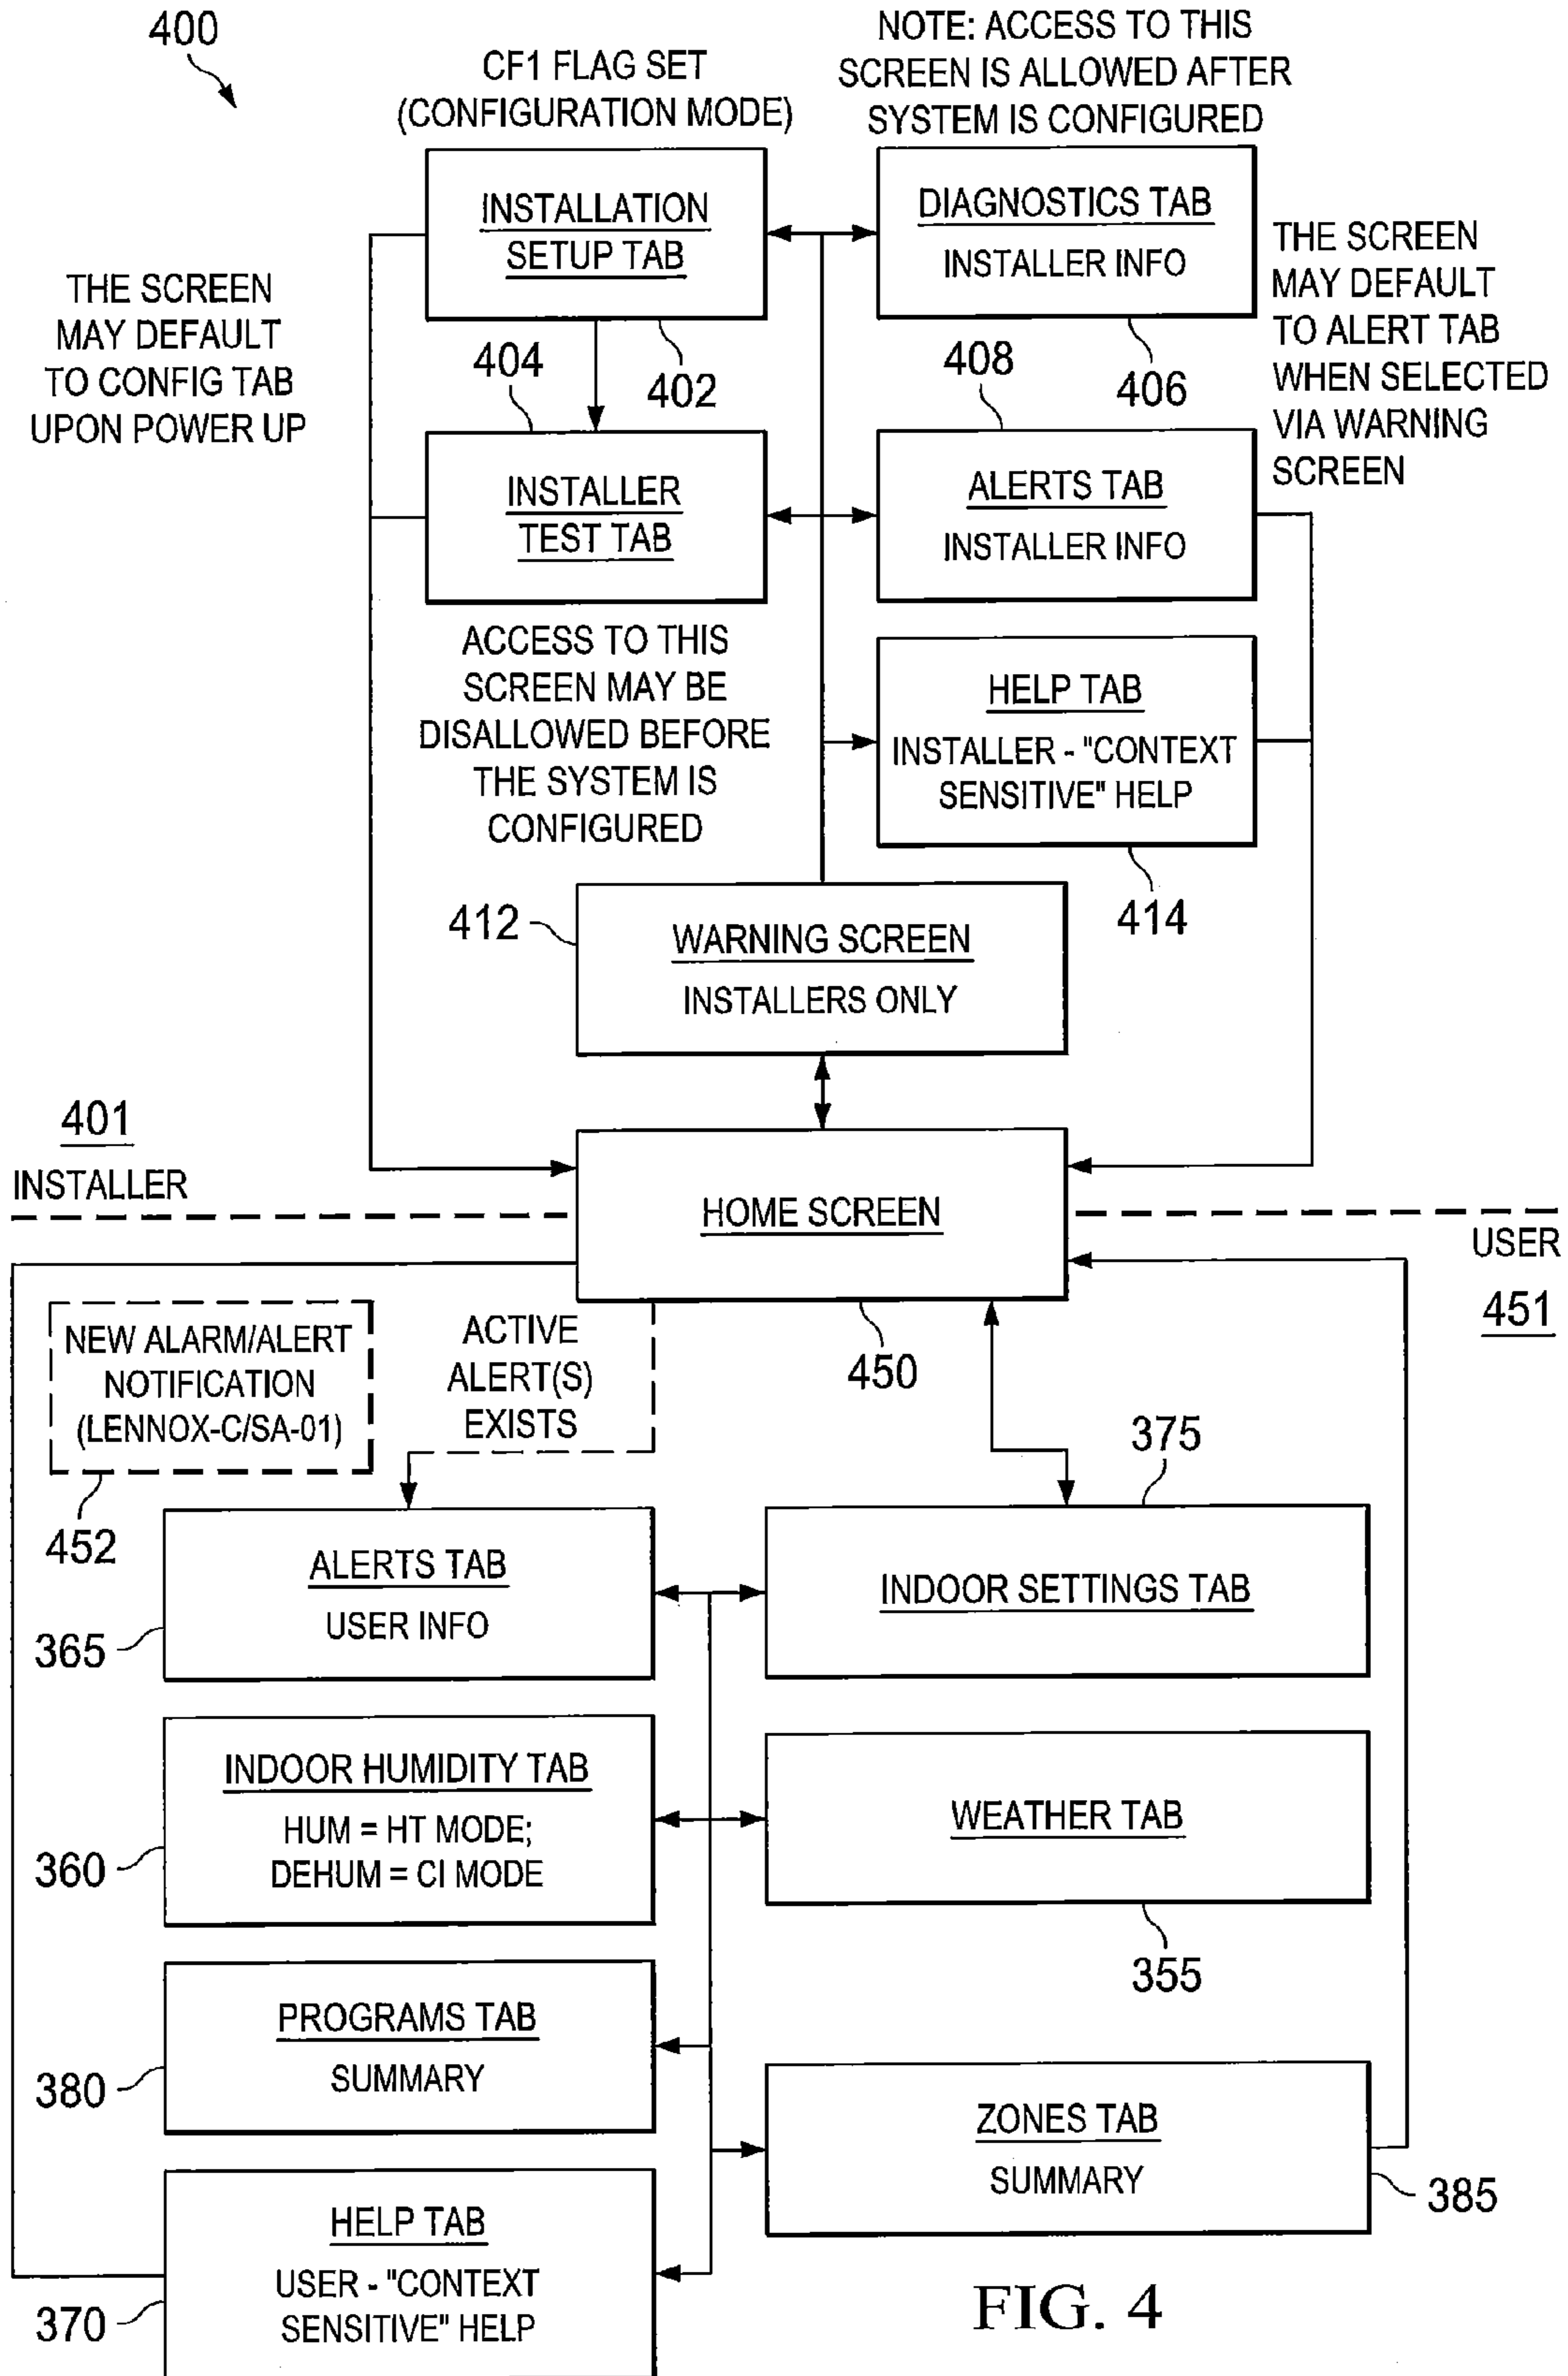 400
CF1 FLAG SET
(CONFIGURATION MODE)
NOTE: ACCESS TO THIS
SCREEN IS ALLOWED AFTER
SYSTEM IS CONFIGURED
INSTALLATION
SETUP TAB
DIAGNOSTICS TAB
INSTALLER INFO
THE SCREEN
MAY DEFAULT
TO CONFIG TAB
UPON POWER UP
THE SCREEN
MAY DEFAULT
TO ALERT TAB
WHEN SELECTED
VIA WARNING
SCREEN
404
402
408
406
INSTALLER
TEST TAB
ALERTS TAB
INSTALLER INFO
ACCESS TO THIS
SCREEN MAY BE
DISALLOWED BEFORE
THE SYSTEM IS
CONFIGURED
HELP TAB
INSTALLER - "CONTEXT
SENSITIVE" HELP
414
412
WARNING SCREEN
INSTALLERS ONLY
401
INSTALLER
HOME SCREEN
USER
451
450
NEW ALARM/ALERT
NOTIFICATION
(LENNOX-C/SA-01)
452
ACTIVE
ALERT(S)
EXISTS
375
ALERTS TAB
USER INFO
365
INDOOR SETTINGS TAB
INDOOR HUMIDITY TAB
HUM = HT MODE;
DEHUM = CI MODE
360
WEATHER TAB
355
PROGRAMS TAB
SUMMARY
380
ZONES TAB
SUMMARY
385
HELP TAB
USER - "CONTEXT
SENSITIVE" HELP
370
FIG. 4